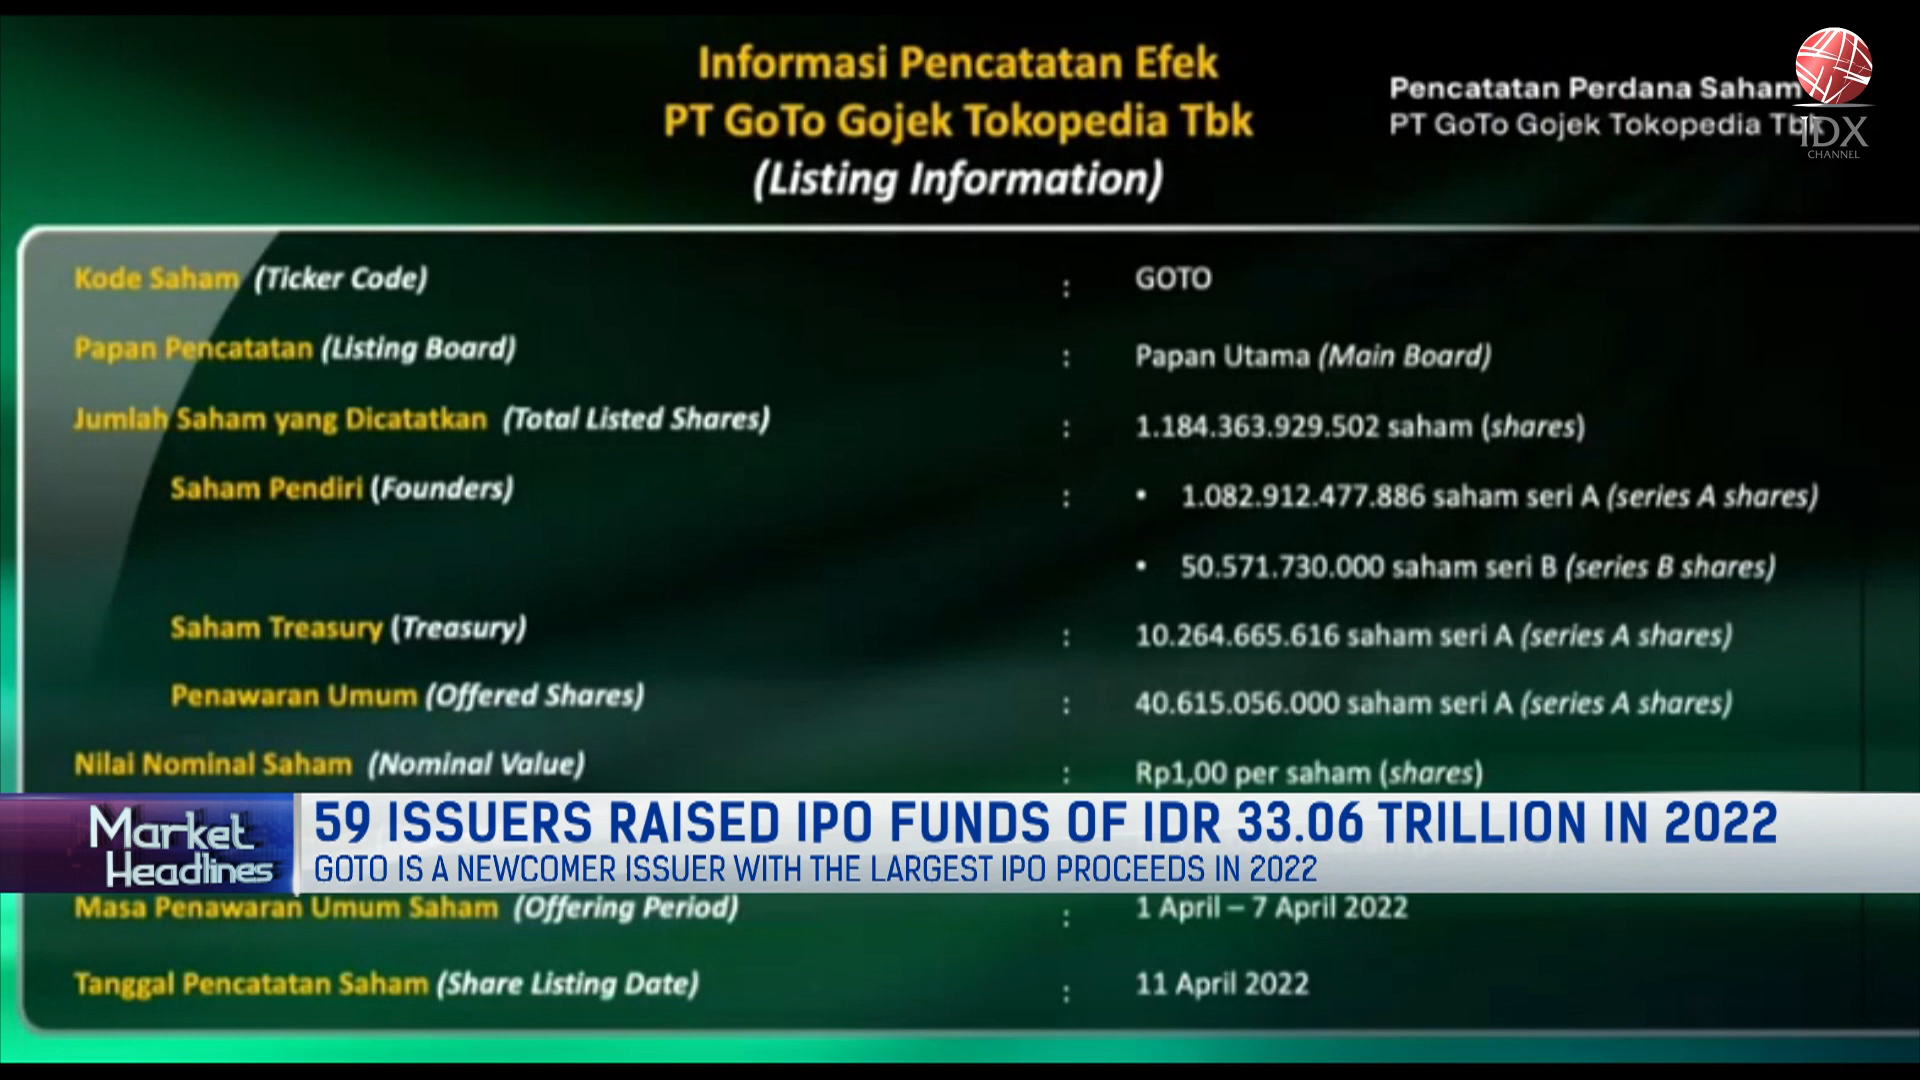 Informasi Pencatatan Efek
PT GoTo Gojek Tokopedia Tbk
(Listing Information)
Pencatatan Perdana Saham
PT GoTo Gojek Tokopedia Tbk
IDX
CHANNEL
Kode Saham (Ticker Code) : GOTO
Papan Pencatatan (Listing Board) : Papan Utama (Main Board)
Jumlah Saham yang Dicatatkan (Total Listed Shares) : 1.184.363.929.502 saham (shares)
Saham Pendiri (Founders) : • 1.082.912.477.886 saham seri A (series A shares)
• 50.571.730.000 saham seri B (series B shares)
Saham Treasury (Treasury) : 10.264.665.616 saham seri A (series A shares)
Penawaran Umum (Offered Shares) : 40.615.056.000 saham seri A (series A shares)
Nilai Nominal Saham (Nominal Value) : Rp1,00 per saham (shares)
Market Headlines
59 ISSUERS RAISED IPO FUNDS OF IDR 33.06 TRILLION IN 2022
GOTO IS A NEWCOMER ISSUER WITH THE LARGEST IPO PROCEEDS IN 2022
Masa Penawaran Umum Saham (Offering Period) : 1 April – 7 April 2022
Tanggal Pencatatan Saham (Share Listing Date) : 11 April 2022